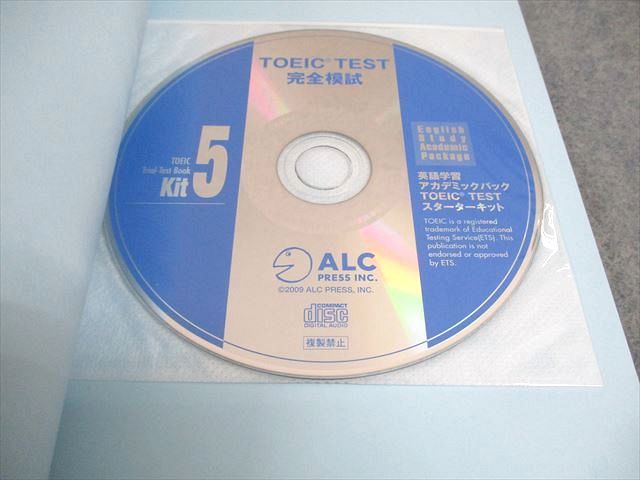 TOEIC® TEST
完全模試
TOEIC
Trial-Test Book
Kit 5
English
Study
Academic
Package
英語学習
アカデミックパック
TOEIC TEST
スターターキット
TOEIC is a registered
trademark of Educational
Testing Service(ETS). This
publication is not
endorsed or approved
by ETS.
ALC
PRESS INC.
©2009 ALC PRESS, INC.
COMPACT
disc
DIGITAL AUDIO
複製禁止